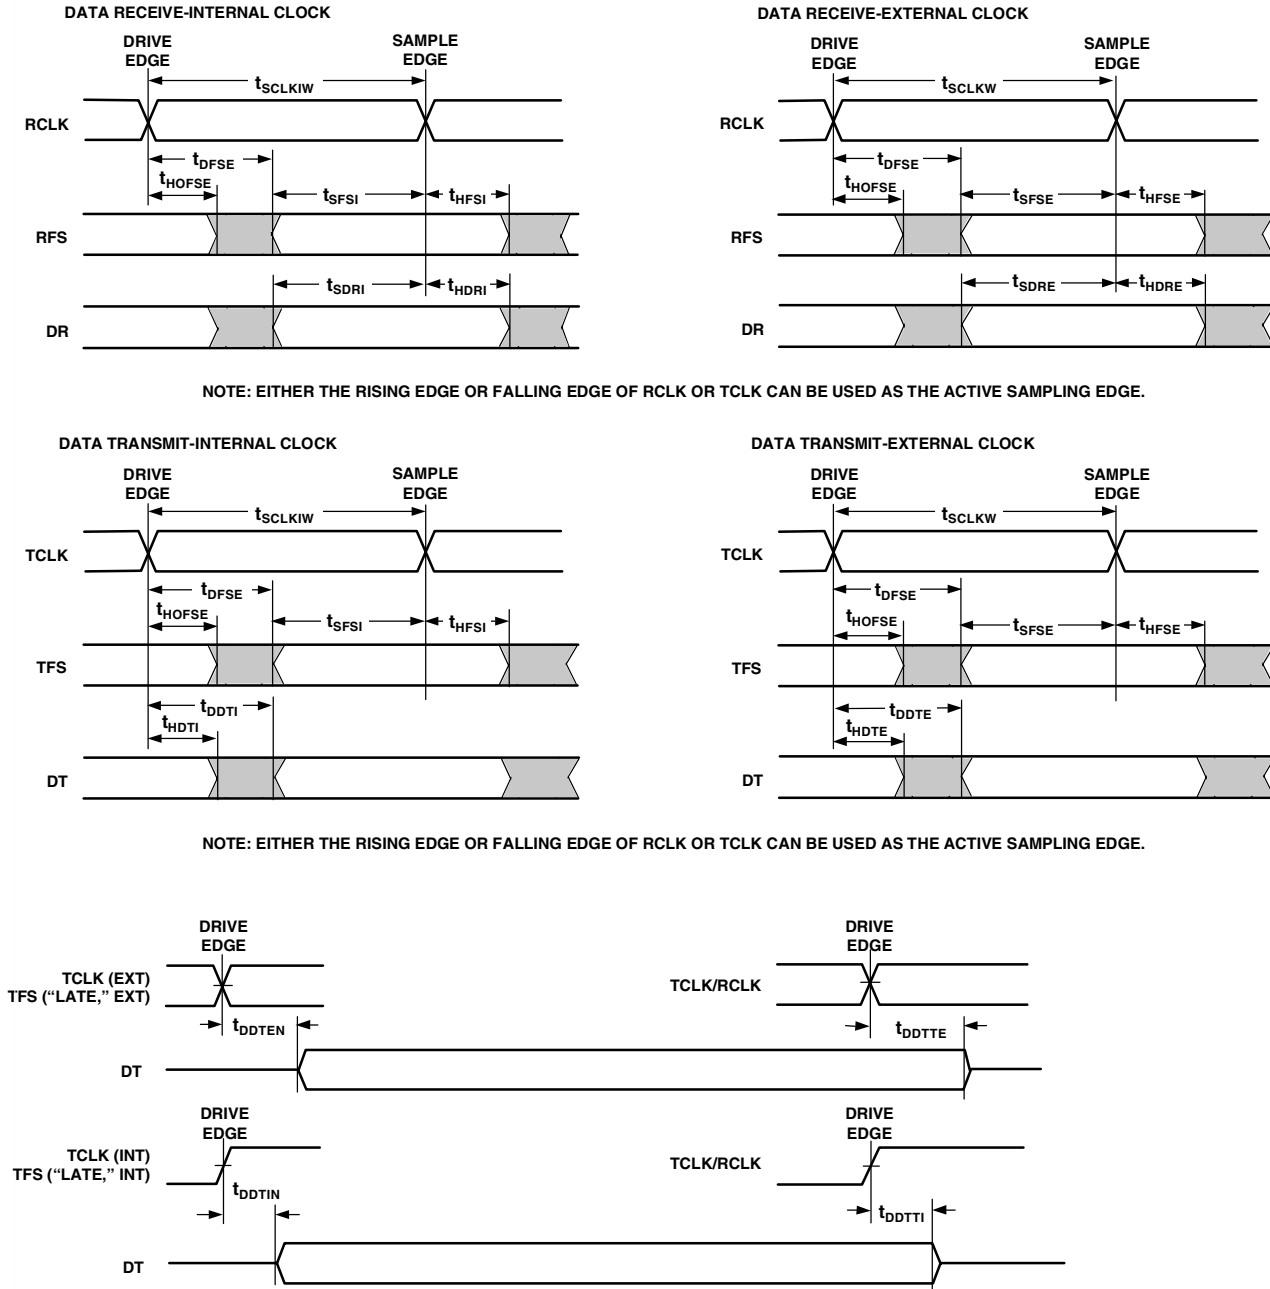 DATA RECEIVE-INTERNAL CLOCK
DRIVE
EDGE
SAMPLE
EDGE
tSCLKIW
RCLK
tDFSE
tHOFSE
tSFSI
tHFSI
RFS
tSDRI
tHDRI
DR
DATA RECEIVE-EXTERNAL CLOCK
DRIVE
EDGE
SAMPLE
EDGE
tSCLKW
RCLK
tDFSE
tHOFSE
tSFSE
tHFSE
RFS
tSDRE
tHDRE
DR
NOTE: EITHER THE RISING EDGE OR FALLING EDGE OF RCLK OR TCLK CAN BE USED AS THE ACTIVE SAMPLING EDGE.
DATA TRANSMIT-INTERNAL CLOCK
DRIVE
EDGE
SAMPLE
EDGE
tSCLKIW
TCLK
tDFSE
tHOFSE
tSFSI
tHFSI
TFS
tDDTI
tHDTI
DT
DATA TRANSMIT-EXTERNAL CLOCK
DRIVE
EDGE
SAMPLE
EDGE
tSCLKW
TCLK
tDFSE
tHOFSE
tSFSE
tHFSE
TFS
tDDTE
tHDTE
DT
NOTE: EITHER THE RISING EDGE OR FALLING EDGE OF RCLK OR TCLK CAN BE USED AS THE ACTIVE SAMPLING EDGE.
DRIVE
EDGE
TCLK (EXT)
TFS (“LATE,” EXT)
tDDTEN
DRIVE
EDGE
TCLK/RCLK
tDDTTE
DT
DRIVE
EDGE
TCLK (INT)
TFS (“LATE,” INT)
tDDTIN
DRIVE
EDGE
TCLK/RCLK
tDDTTI
DT